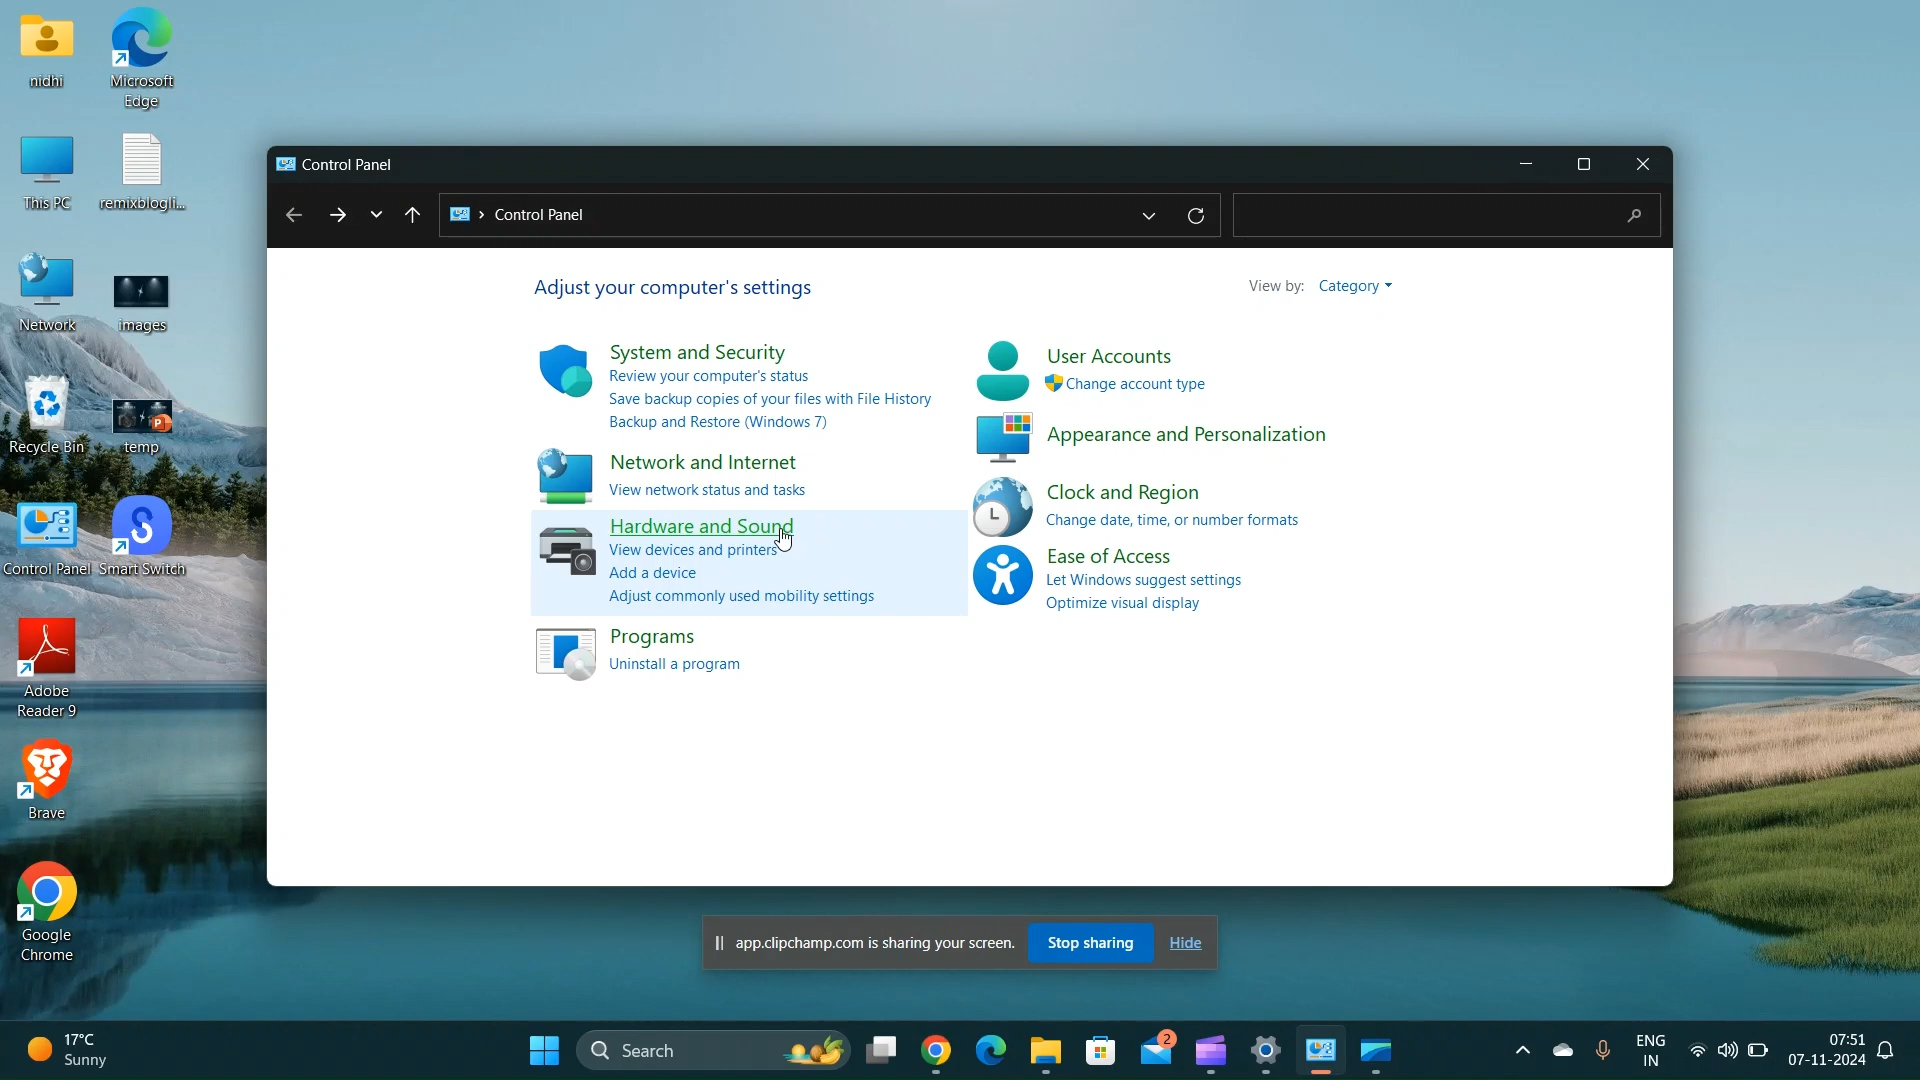 nidhi
Microsoft
Edge
This PC
remixblogli...
Network
images
Recycle Bin
temp
Control Panel
Smart Switch
Adobe
Reader 9
Brave
Google
Chrome
Control Panel
Control Panel
Adjust your computer's settings
View by: Category
System and Security
Review your computer's status
Save backup copies of your files with File History
Backup and Restore (Windows 7)
Network and Internet
View network status and tasks
Hardware and Sound
View devices and printers
Add a device
Adjust commonly used mobility settings
Programs
Uninstall a program
User Accounts
Change account type
Appearance and Personalization
Clock and Region
Change date, time, or number formats
Ease of Access
Let Windows suggest settings
Optimize visual display
app.clipchamp.com is sharing your screen. Stop sharing Hide
17°C
Sunny
Search
2
ENG
IN
07:51
07-11-2024